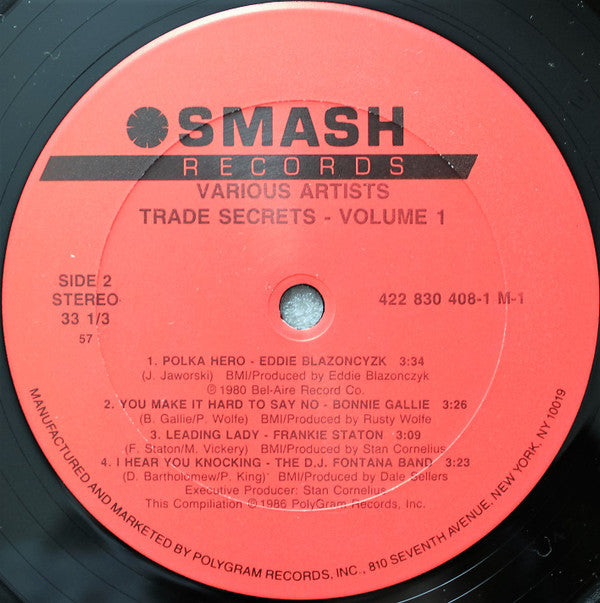 SMASH
RECORDS
VARIOUS ARTISTS
TRADE SECRETS - VOLUME 1
SIDE 2
STEREO
33 1/3
57
422 830 408-1 M-1
1. POLKA HERO - EDDIE BLAZONCYZK 3:34
(J. Jaworski) BMI/Produced by Eddie Blazonczyk
℗1980 Bel-Aire Record Co.
2. YOU MAKE IT HARD TO SAY NO - BONNIE GALLIE 3:26
(B. Gallie/P. Wolfe) BMI/Produced by Rusty Wolfe
3. LEADING LADY - FRANKIE STATON 3:09
(F. Staton/M. Vickery) BMI/Produced by Stan Cornelius
4. I HEAR YOU KNOCKING - THE D.J. FONTANA BAND 3:23
(D. Bartholomew/P. King) BMI/Produced by Dale Sellers
Executive Producer: Stan Cornelius
This Compilation ℗1986 PolyGram Records, Inc.
MANUFACTURED AND MARKETED BY POLYGRAM RECORDS, INC., 810 SEVENTH AVENUE, NEW YORK, NY 10019